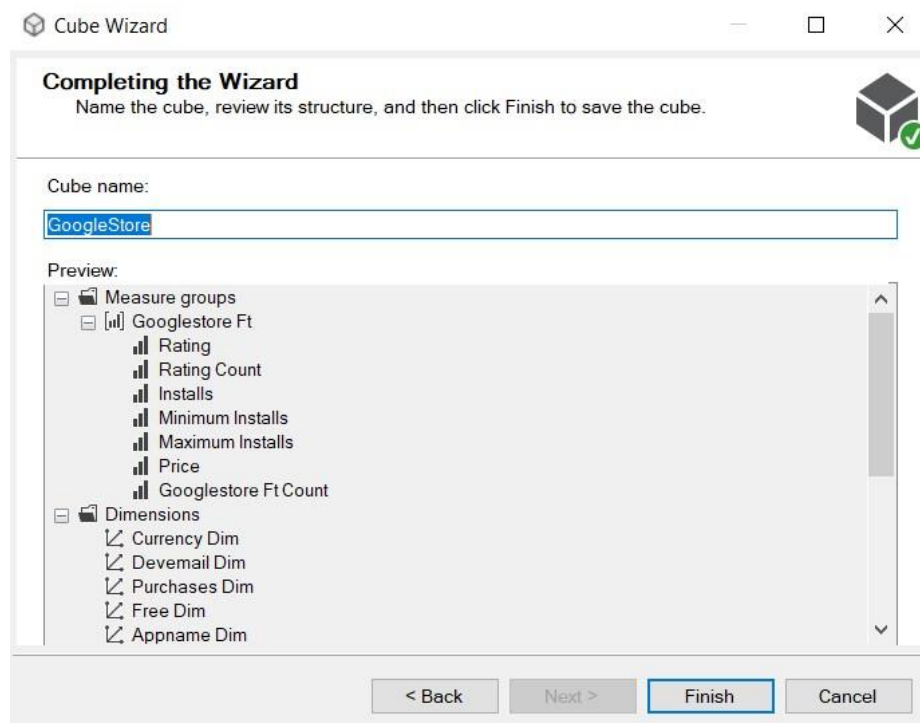 Cube Wizard
Completing the Wizard
Name the cube, review its structure, and then click Finish to save the cube.
Cube name:
GoogleStore
Preview:
Measure groups
Googlestore Ft
Rating
Rating Count
Installs
Minimum Installs
Maximum Installs
Price
Googlestore Ft Count
Dimensions
Currency Dim
Devemail Dim
Purchases Dim
Free Dim
Appname Dim
< Back
Next >
Finish
Cancel